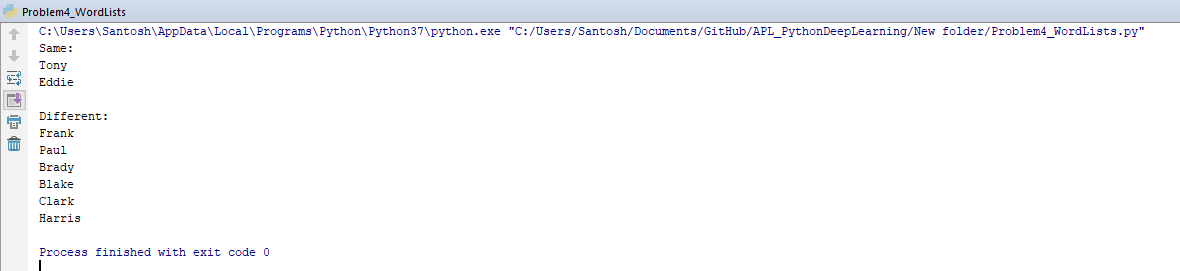 Problem4_WordLists
C:\Users\Santosh\AppData\Local\Programs\Python\Python37\python.exe "C:/Users/Santosh/Documents/GitHub/APL_PythonDeepLearning/New folder/Problem4_WordLists.py"
Same:
Tony
Eddie
Different:
Frank
Paul
Brady
Blake
Clark
Harris
Process finished with exit code 0